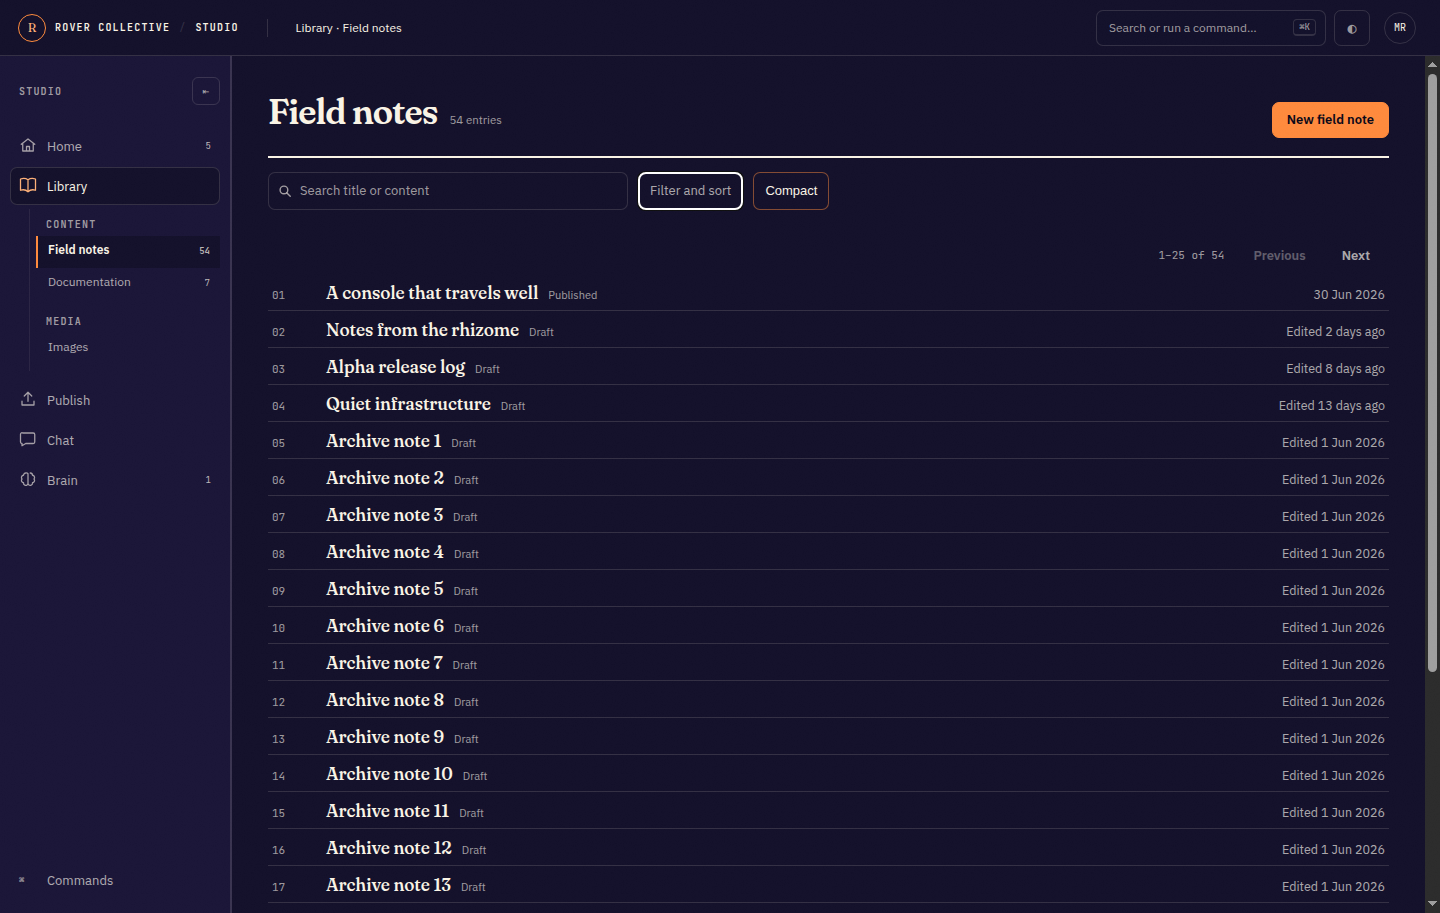 R ROVER COLLECTIVE / STUDIO Library · Field notes Search or run a command... ⌘K MR
STUDIO
Home 5
Library
CONTENT
Field notes 54
Documentation 7
MEDIA
Images
Publish
Chat
Brain 1
⌘ Commands
Field notes 54 entries
New field note
Search title or content Filter and sort Compact
1–25 of 54 Previous Next
01 A console that travels well Published 30 Jun 2026
02 Notes from the rhizome Draft Edited 2 days ago
03 Alpha release log Draft Edited 8 days ago
04 Quiet infrastructure Draft Edited 13 days ago
05 Archive note 1 Draft Edited 1 Jun 2026
06 Archive note 2 Draft Edited 1 Jun 2026
07 Archive note 3 Draft Edited 1 Jun 2026
08 Archive note 4 Draft Edited 1 Jun 2026
09 Archive note 5 Draft Edited 1 Jun 2026
10 Archive note 6 Draft Edited 1 Jun 2026
11 Archive note 7 Draft Edited 1 Jun 2026
12 Archive note 8 Draft Edited 1 Jun 2026
13 Archive note 9 Draft Edited 1 Jun 2026
14 Archive note 10 Draft Edited 1 Jun 2026
15 Archive note 11 Draft Edited 1 Jun 2026
16 Archive note 12 Draft Edited 1 Jun 2026
17 Archive note 13 Draft Edited 1 Jun 2026